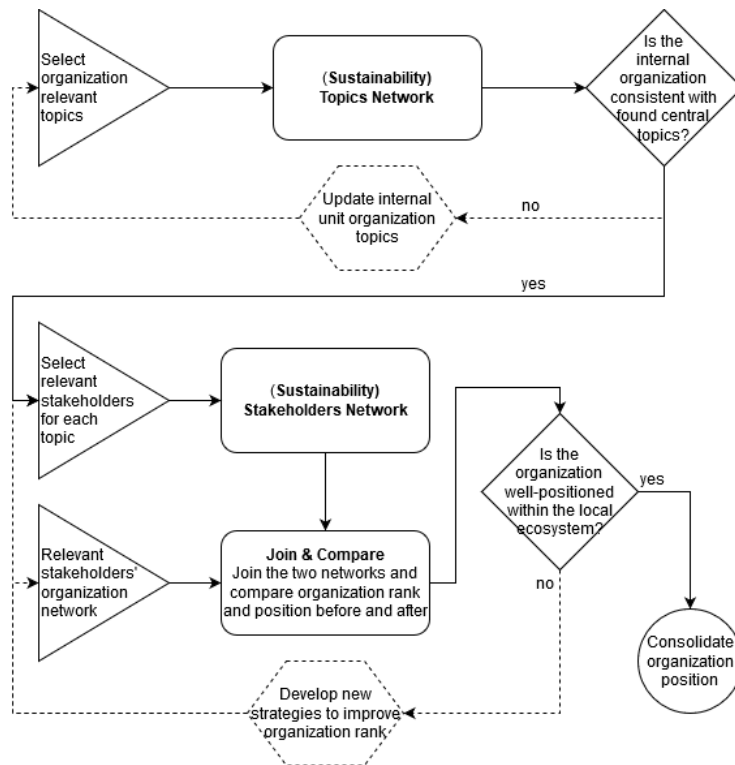 Select
organization
relevant
topics
(Sustainability)
Topics Network
Is the
internal
organization
consistent with
found central
topics?
Update internal
unit organization
topics
no
yes
Select
relevant
stakeholders
for each
topic
(Sustainability)
Stakeholders Network
Is the
organization
well-positioned
within the local
ecosystem?
yes
no
Relevant
stakeholders'
organization
network
Join & Compare
Join the two networks and
compare organization rank
and position before and after
Consolidate
organization
position
Develop new
strategies to improve
organization rank